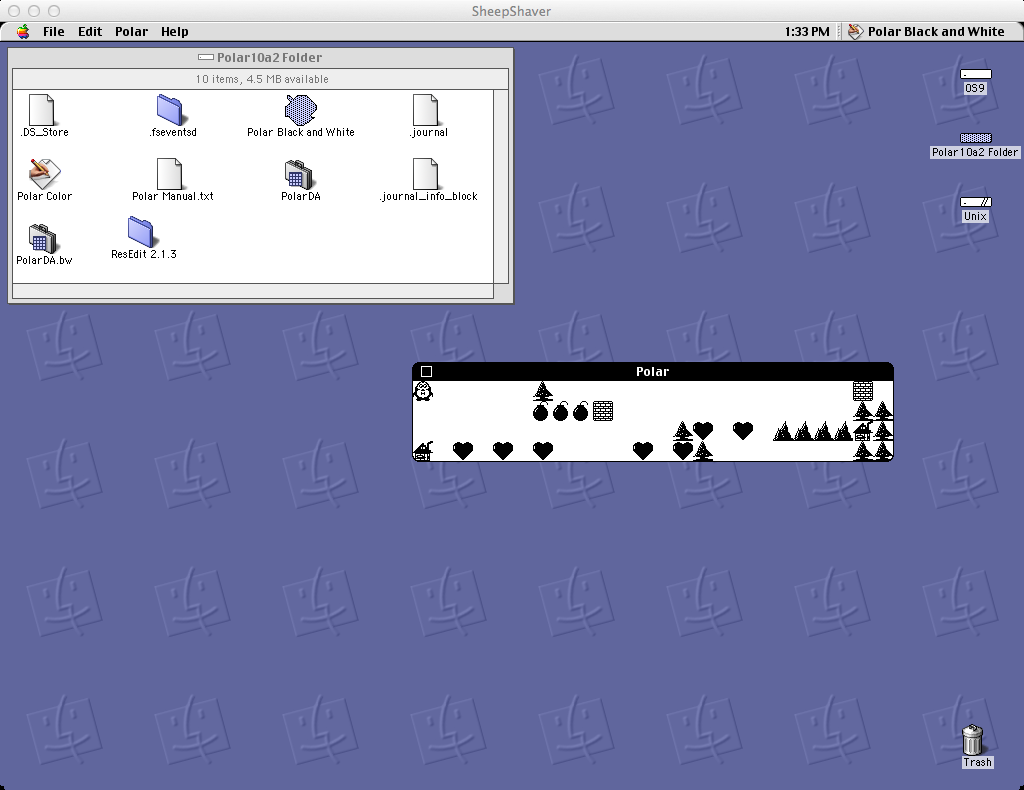 SheepShaver
File Edit Polar Help 1:33 PM Polar Black and White
Polar10a2 Folder
10 items, 4.5 MB available
.DS_Store .fseventsd Polar Black and White .journal
Polar Color Polar Manual.txt PolarDA .journal_info_block
PolarDA.bw ResEdit 2.1.3
OS9
Polar10a2 Folder
Unix
Polar
Trash